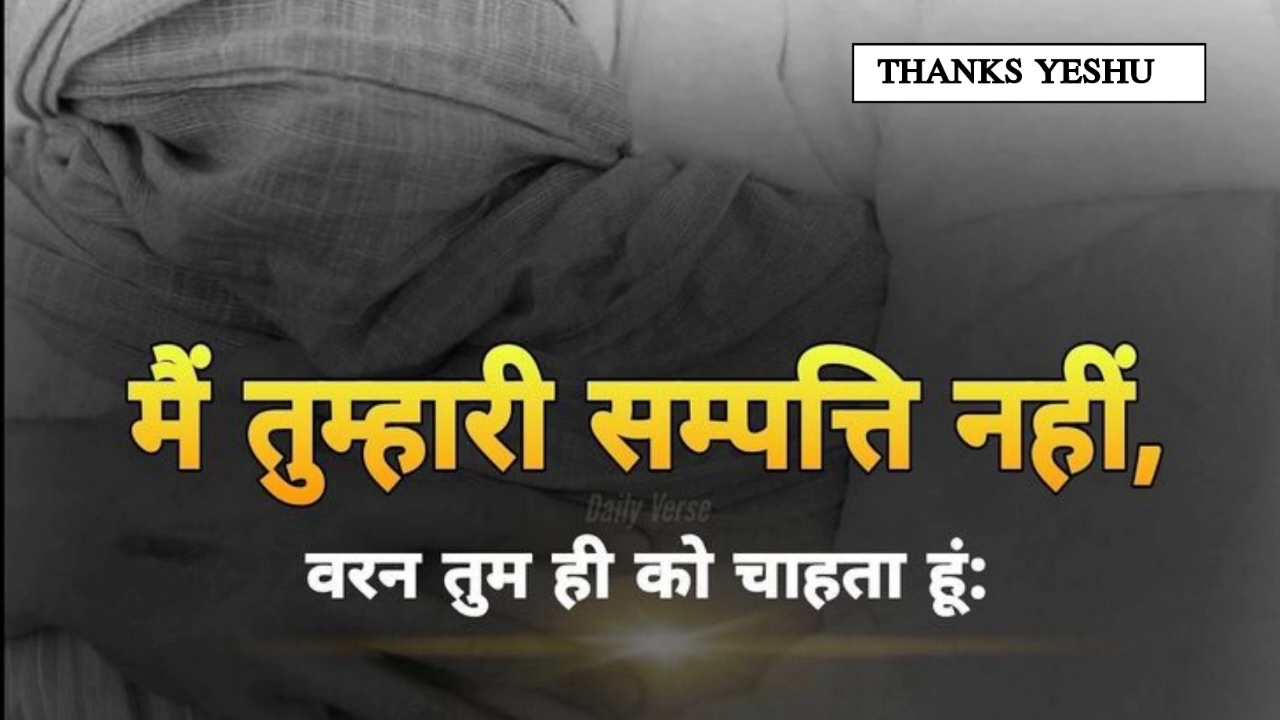 THANKS YESHU
मैं तुम्हारी सम्पत्ति नहीं,
Daily Verse
वरन तुम ही को चाहता हूं: